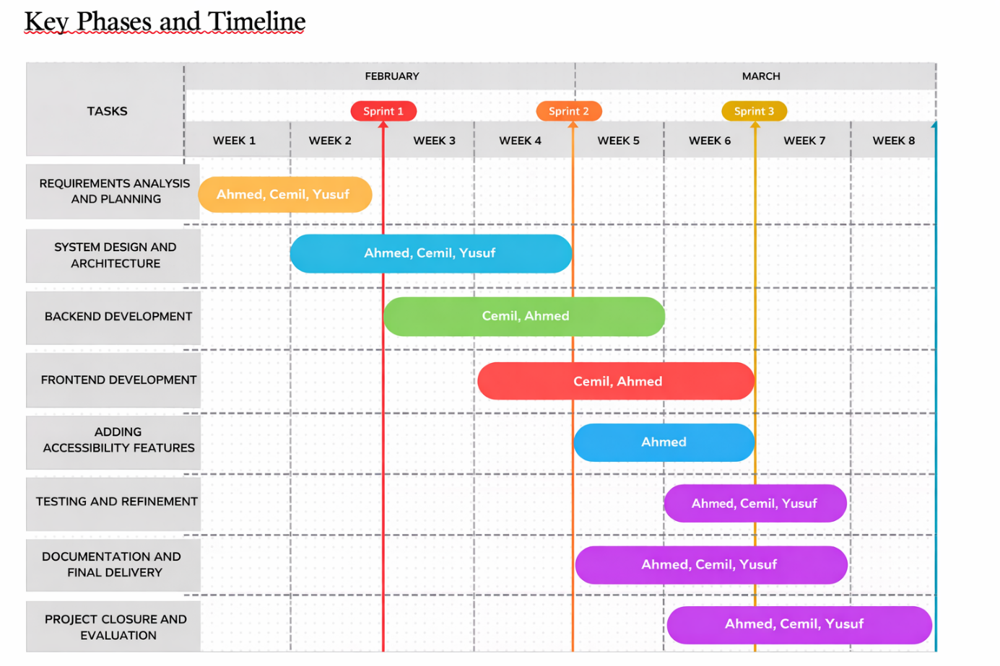 Key Phases and Timeline
TASKS
FEBRUARY
MARCH
Sprint 1
Sprint 2
Sprint 3
WEEK 1
WEEK 2
WEEK 3
WEEK 4
WEEK 5
WEEK 6
WEEK 7
WEEK 8
REQUIREMENTS ANALYSIS
AND PLANNING
Ahmed, Cemil, Yusuf
SYSTEM DESIGN AND
ARCHITECTURE
Ahmed, Cemil, Yusuf
BACKEND DEVELOPMENT
Cemil, Ahmed
FRONTEND DEVELOPMENT
Cemil, Ahmed
ADDING
ACCESSIBILITY FEATURES
Ahmed
TESTING AND REFINEMENT
Ahmed, Cemil, Yusuf
DOCUMENTATION AND
FINAL DELIVERY
Ahmed, Cemil, Yusuf
PROJECT CLOSURE AND
EVALUATION
Ahmed, Cemil, Yusuf